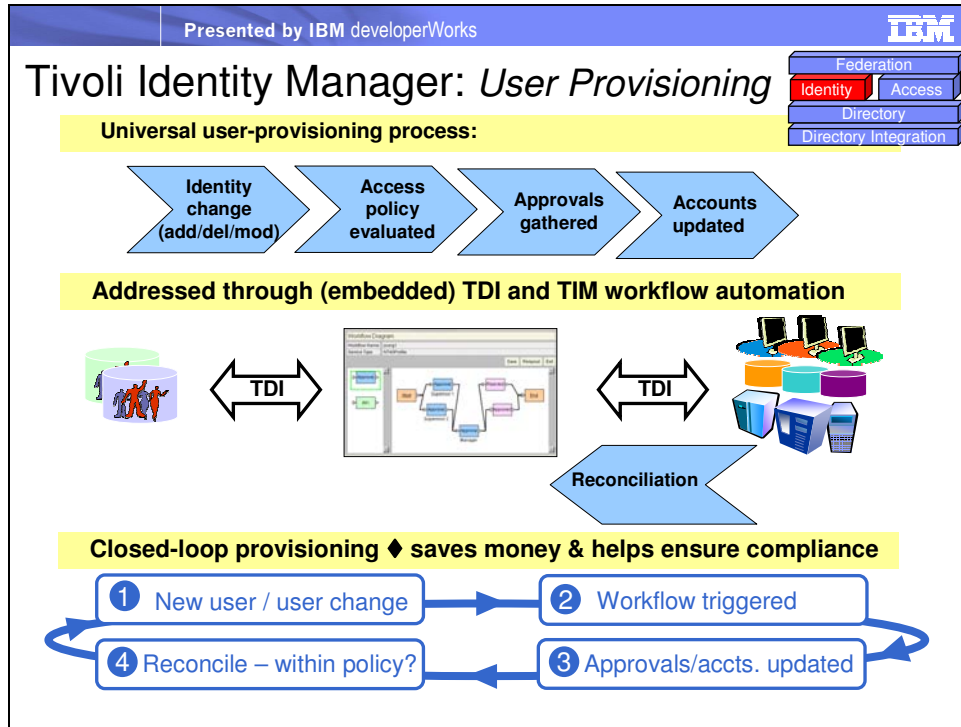 Presented by IBM developerWorks
IBM
Tivoli Identity Manager: User Provisioning
Federation
Identity
Access
Directory
Directory Integration
Universal user-provisioning process:
Identity
change
(add/del/mod)
Access
policy
evaluated
Approvals
gathered
Accounts
updated
Addressed through (embedded) TDI and TIM workflow automation
TDI
Workflow Diagram
TDI
Reconciliation
Closed-loop provisioning ♦ saves money & helps ensure compliance
1 New user / user change
2 Workflow triggered
4 Reconcile – within policy?
3 Approvals/accts. updated